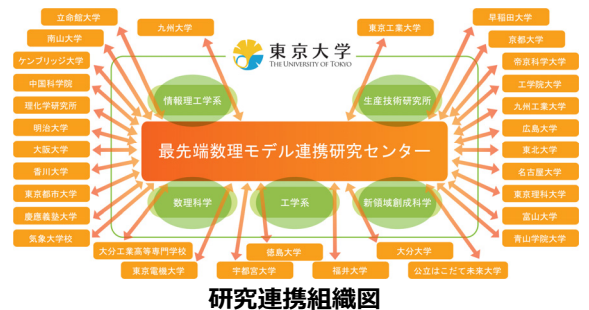 立命館大学
九州大学
東京工業大学
早稲田大学
南山大学
京都大学
東京大学
THE UNIVERSITY OF TOKYO
ケンブリッジ大学
帝京科学大学
中国科学院
情報理工学系
生産技術研究所
工学院大学
理化学研究所
九州工業大学
明治大学
広島大学
最先端数理モデル連携研究センター
大阪大学
東北大学
香川大学
名古屋大学
東京都市大学
数理科学
工学系
新領域創成科学
東京理科大学
慶應義塾大学
富山大学
気象大学校
青山学院大学
大分工業高等専門学校
徳島大学
大分大学
東京電機大学
宇都宮大学
福井大学
公立はこだて未来大学
研究連携組織図